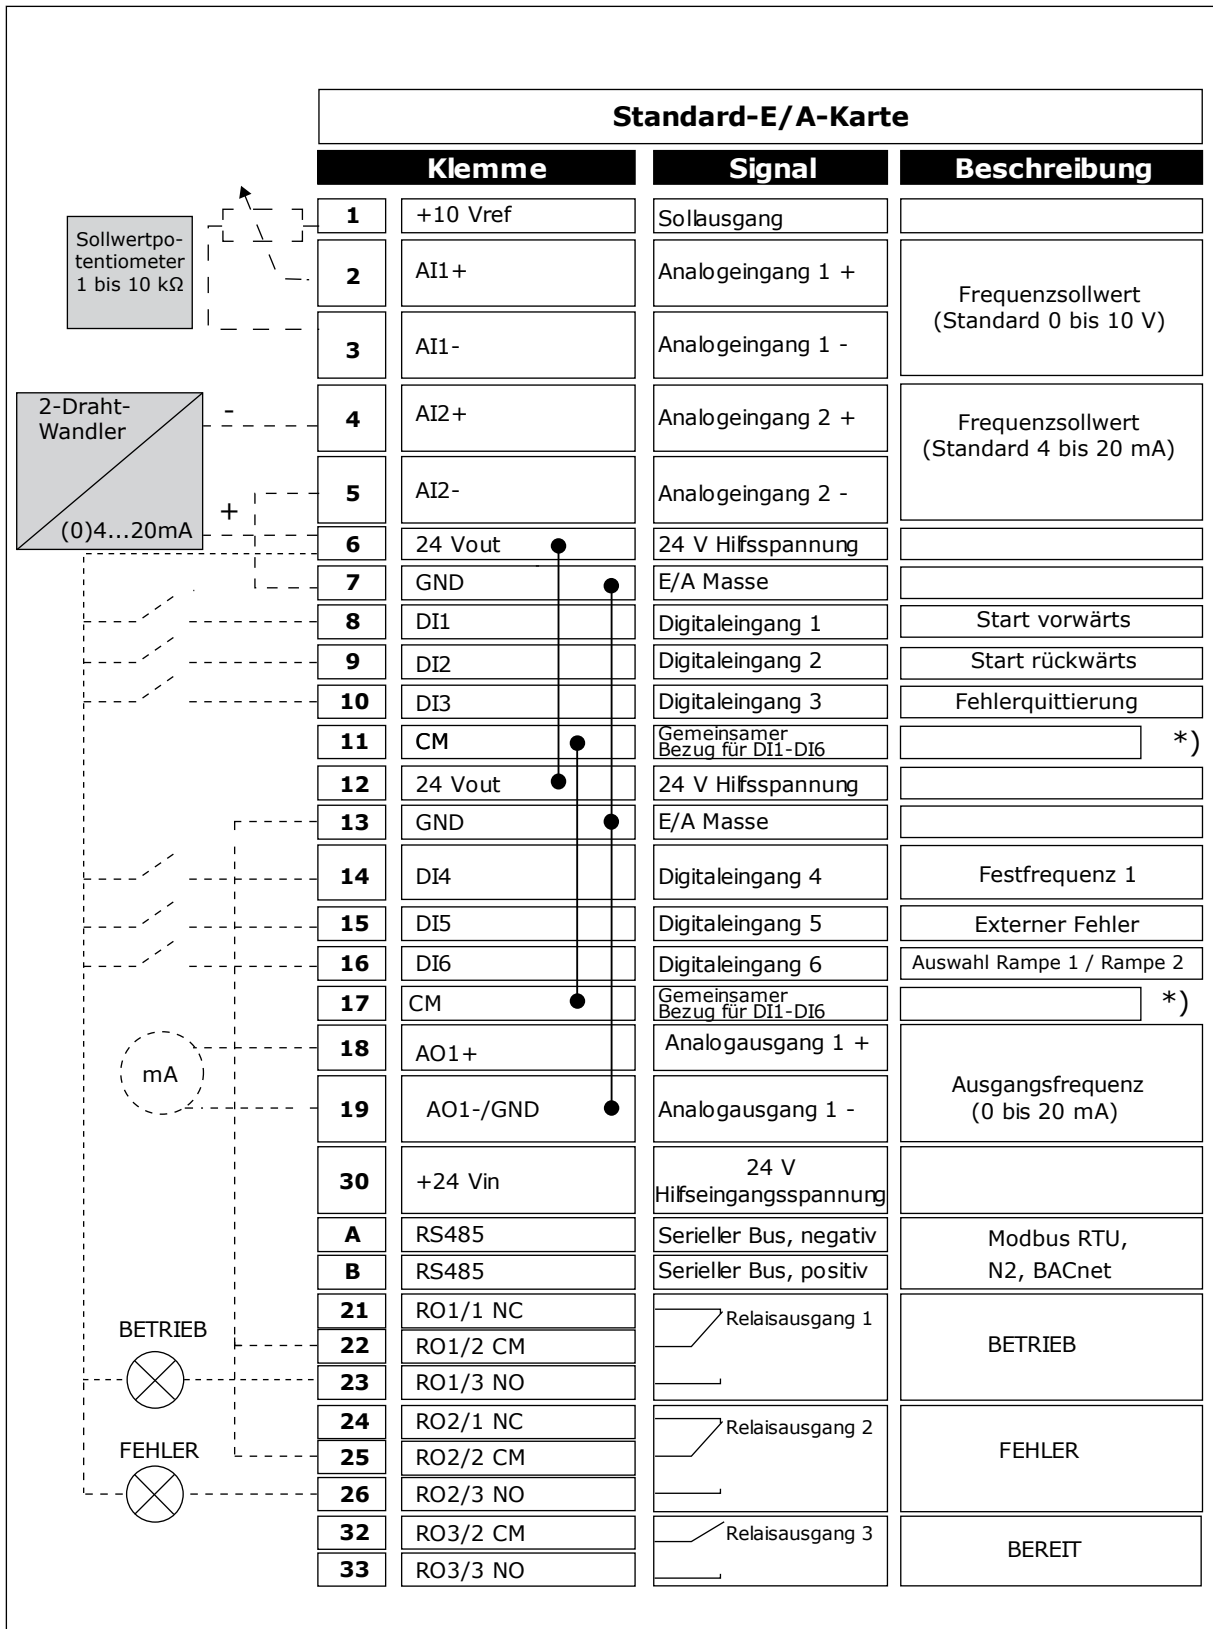 Standard-E/A-Karte
Klemme Signal Beschreibung
Sollwertpo-
tentiometer
1 bis 10 kΩ
1 +10 Vref Sollausgang
2 AI1+ Analogeingang 1 +
3 AI1- Analogeingang 1 -
Frequenzsollwert
(Standard 0 bis 10 V)
2-Draht-
Wandler
(0)4...20mA
-
+
4 AI2+ Analogeingang 2 +
5 AI2- Analogeingang 2 -
Frequenzsollwert
(Standard 4 bis 20 mA)
6 24 Vout 24 V Hilfsspannung
7 GND E/A Masse
8 DI1 Digitaleingang 1 Start vorwärts
9 DI2 Digitaleingang 2 Start rückwärts
10 DI3 Digitaleingang 3 Fehlerquittierung
11 CM Gemeinsamer
Bezug für DI1-DI6
*)
12 24 Vout 24 V Hilfsspannung
13 GND E/A Masse
14 DI4 Digitaleingang 4 Festfrequenz 1
15 DI5 Digitaleingang 5 Externer Fehler
16 DI6 Digitaleingang 6 Auswahl Rampe 1 / Rampe 2
17 CM Gemeinsamer
Bezug für DI1-DI6
*)
mA
18 AO1+ Analogausgang 1 +
19 AO1-/GND Analogausgang 1 -
Ausgangsfrequenz
(0 bis 20 mA)
30 +24 Vin 24 V
Hilfseingangsspannung
A RS485 Serieller Bus, negativ
B RS485 Serieller Bus, positiv
Modbus RTU,
N2, BACnet
BETRIEB
21 RO1/1 NC Relaisausgang 1
22 RO1/2 CM BETRIEB
23 RO1/3 NO
FEHLER
24 RO2/1 NC Relaisausgang 2
25 RO2/2 CM FEHLER
26 RO2/3 NO
32 RO3/2 CM Relaisausgang 3
33 RO3/3 NO
BEREIT